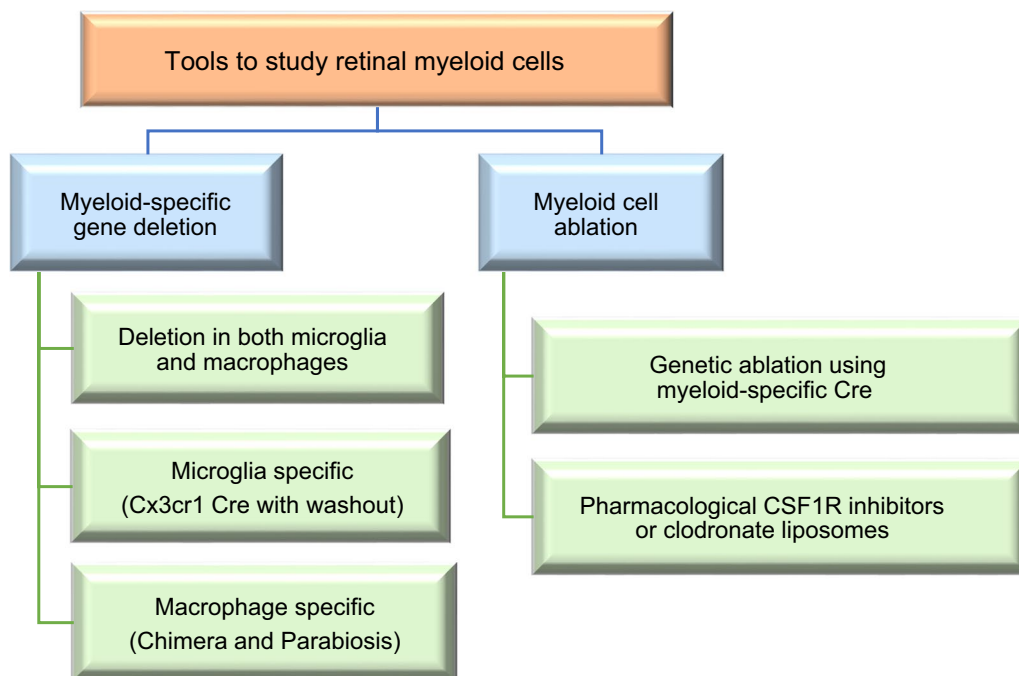 Tools to study retinal myeloid cells
Myeloid-specific
gene deletion
Deletion in both microglia
and macrophages
Microglia specific
(Cx3cr1 Cre with washout)
Macrophage specific
(Chimera and Parabiosis)
Myeloid cell
ablation
Genetic ablation using
myeloid-specific Cre
Pharmacological CSF1R inhibitors
or clodronate liposomes